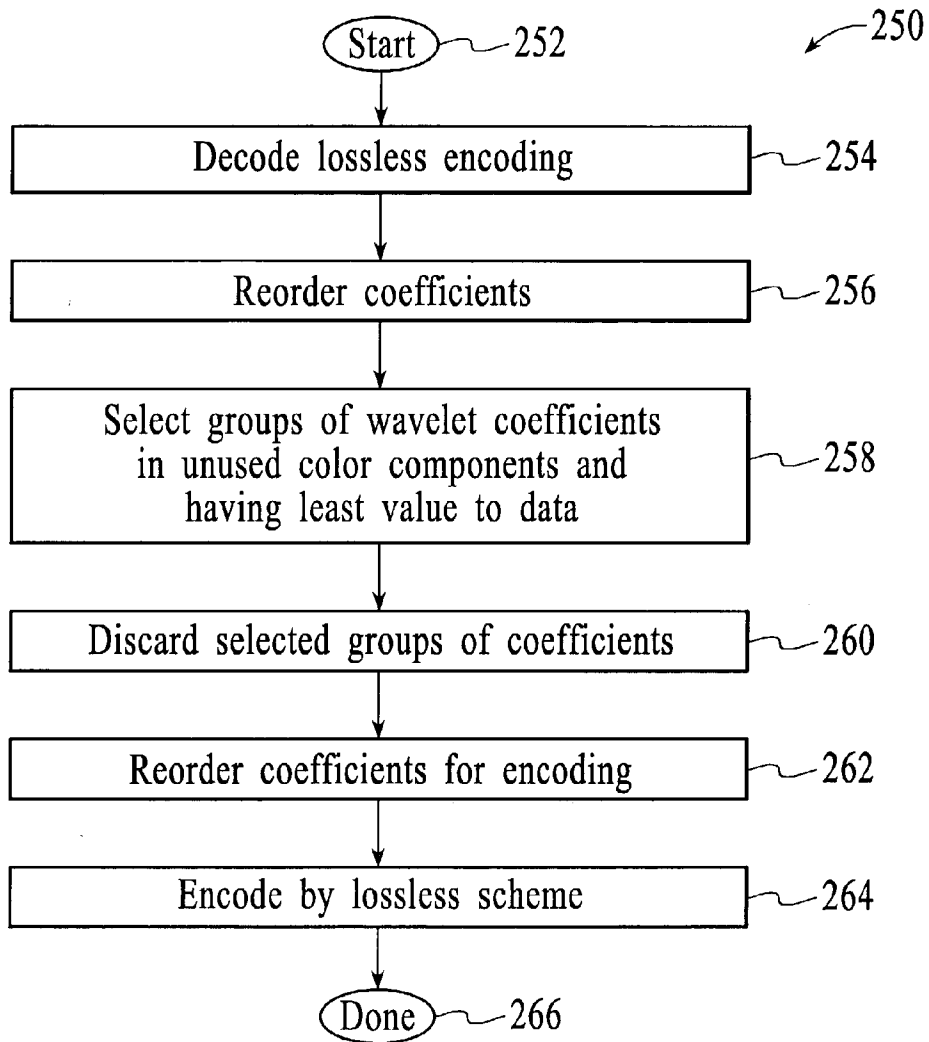 250
Start 252
Decode lossless encoding 254
Reorder coefficients 256
Select groups of wavelet coefficients
in unused color components and
having least value to data
258
Discard selected groups of coefficients 260
Reorder coefficients for encoding 262
Encode by lossless scheme 264
Done 266